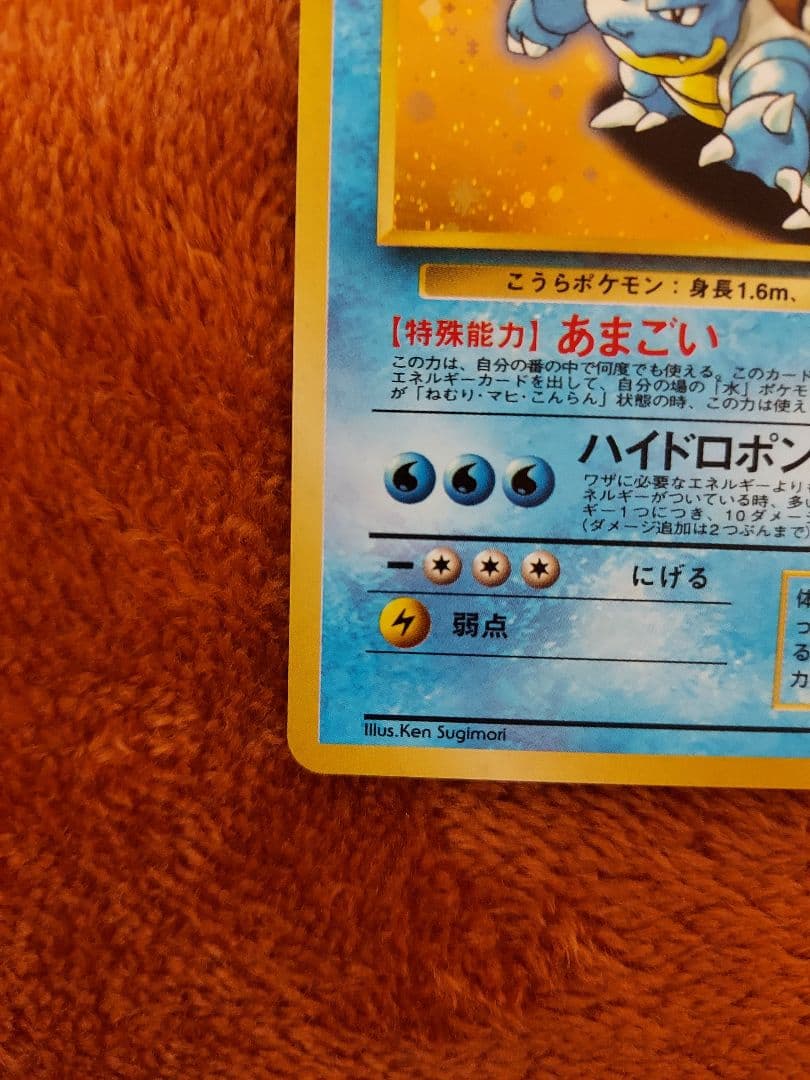 こうらポケモン：身長1.6m、
【特殊能力】 あまごい
この力は、自分の番の中で何度でも使える。このカード
エネルギーカードを出して、自分の場の「水」ポケモ
が「ねむり・マヒ・こんらん」状態の時、この力は使え
ハイドロポン
ワザに必要なエネルギーより
ネルギーがついている時、多い
ギー1つにつき、10ダメージ
（ダメージ追加は2つぶんまで）
にげる
弱点
体
っ
る
力
Illus.Ken Sugimori